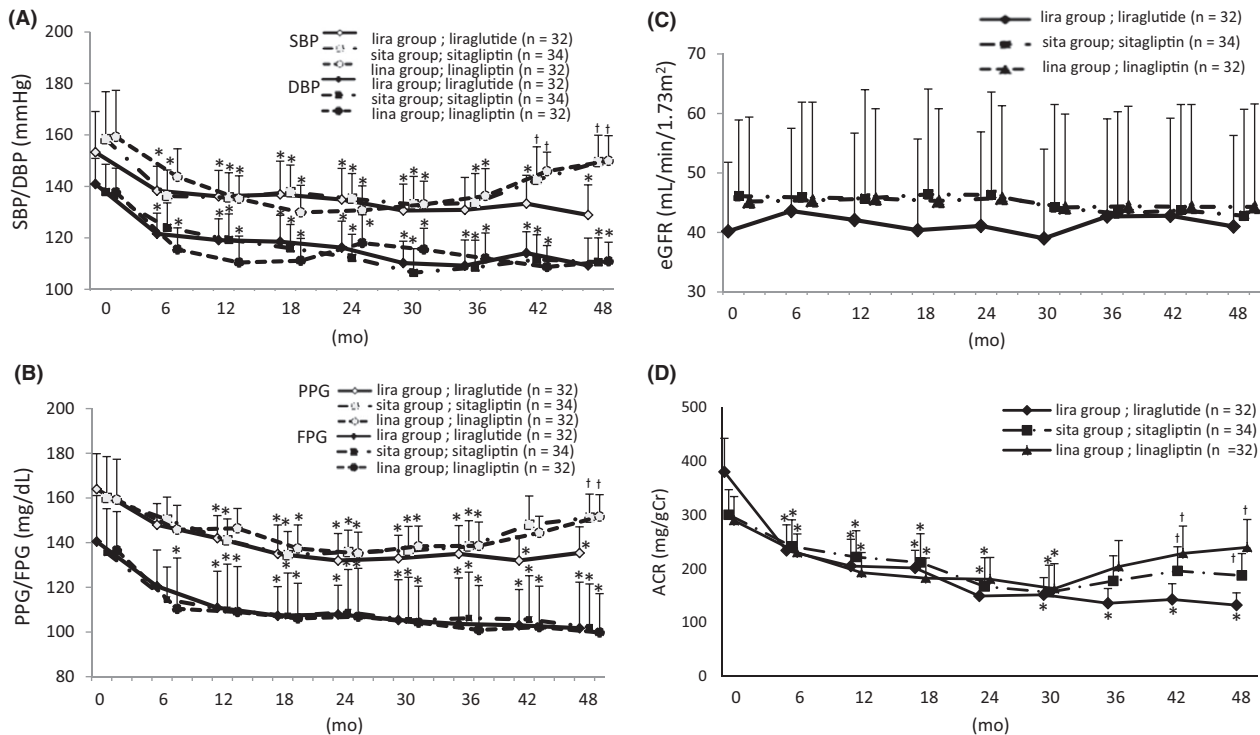 (A)
SBP/DBP (mmHg)
200
180
160
140
120
100
SBP
lira group ; liraglutide (n = 32)
sita group; sitagliptin (n = 34)
lina group; linagliptin (n = 32)
DBP
lira group ; liraglutide (n = 32)
sita group; sitagliptin (n = 34)
lina group; linagliptin (n = 32)
0 6 12 18 24 30 36 42 48
(mo)
(C)
eGFR (mL/min/1.73m²)
70
60
50
40
30
lira group ; liraglutide (n = 32)
sita group; sitagliptin (n = 34)
lina group ; linagliptin (n = 32)
0 6 12 18 24 30 36 42 48
(mo)
(B)
PPG/FPG (mg/dL)
200
180
160
140
120
100
80
PPG
lira group ; liraglutide (n = 32)
sita group ; sitagliptin (n = 34)
lina group; linagliptin (n = 32)
FPG
lira group ; liraglutide (n = 32)
sita group; sitagliptin (n = 34)
lina group; linagliptin (n = 32)
0 6 12 18 24 30 36 42 48
(mo)
(D)
ACR (mg/gCr)
500
400
300
200
100
0
lira group ; liraglutide (n = 32)
sita group ; sitagliptin (n = 34)
lina group ; linagliptin (n =32)
0 6 12 18 24 30 36 42 48
(mo)